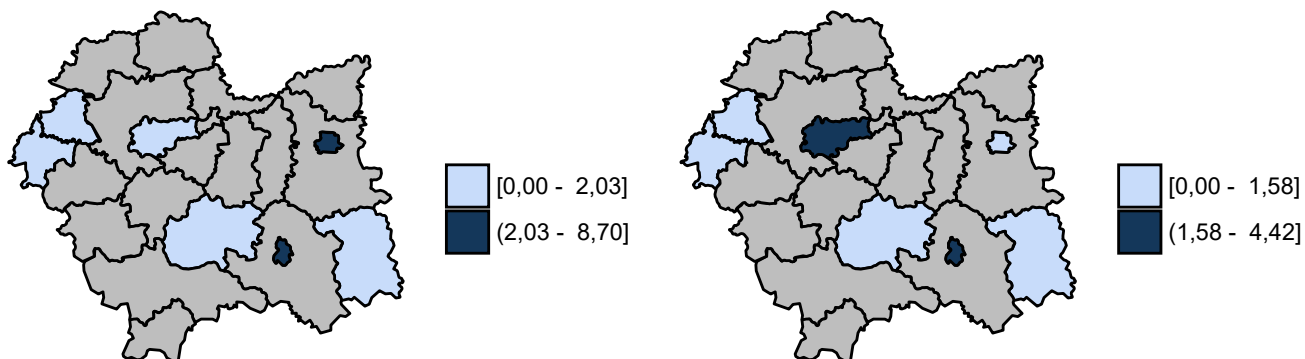 [0,00 - 2,03]
(2,03 - 8,70]
[0,00 - 1,58]
(1,58 - 4,42]